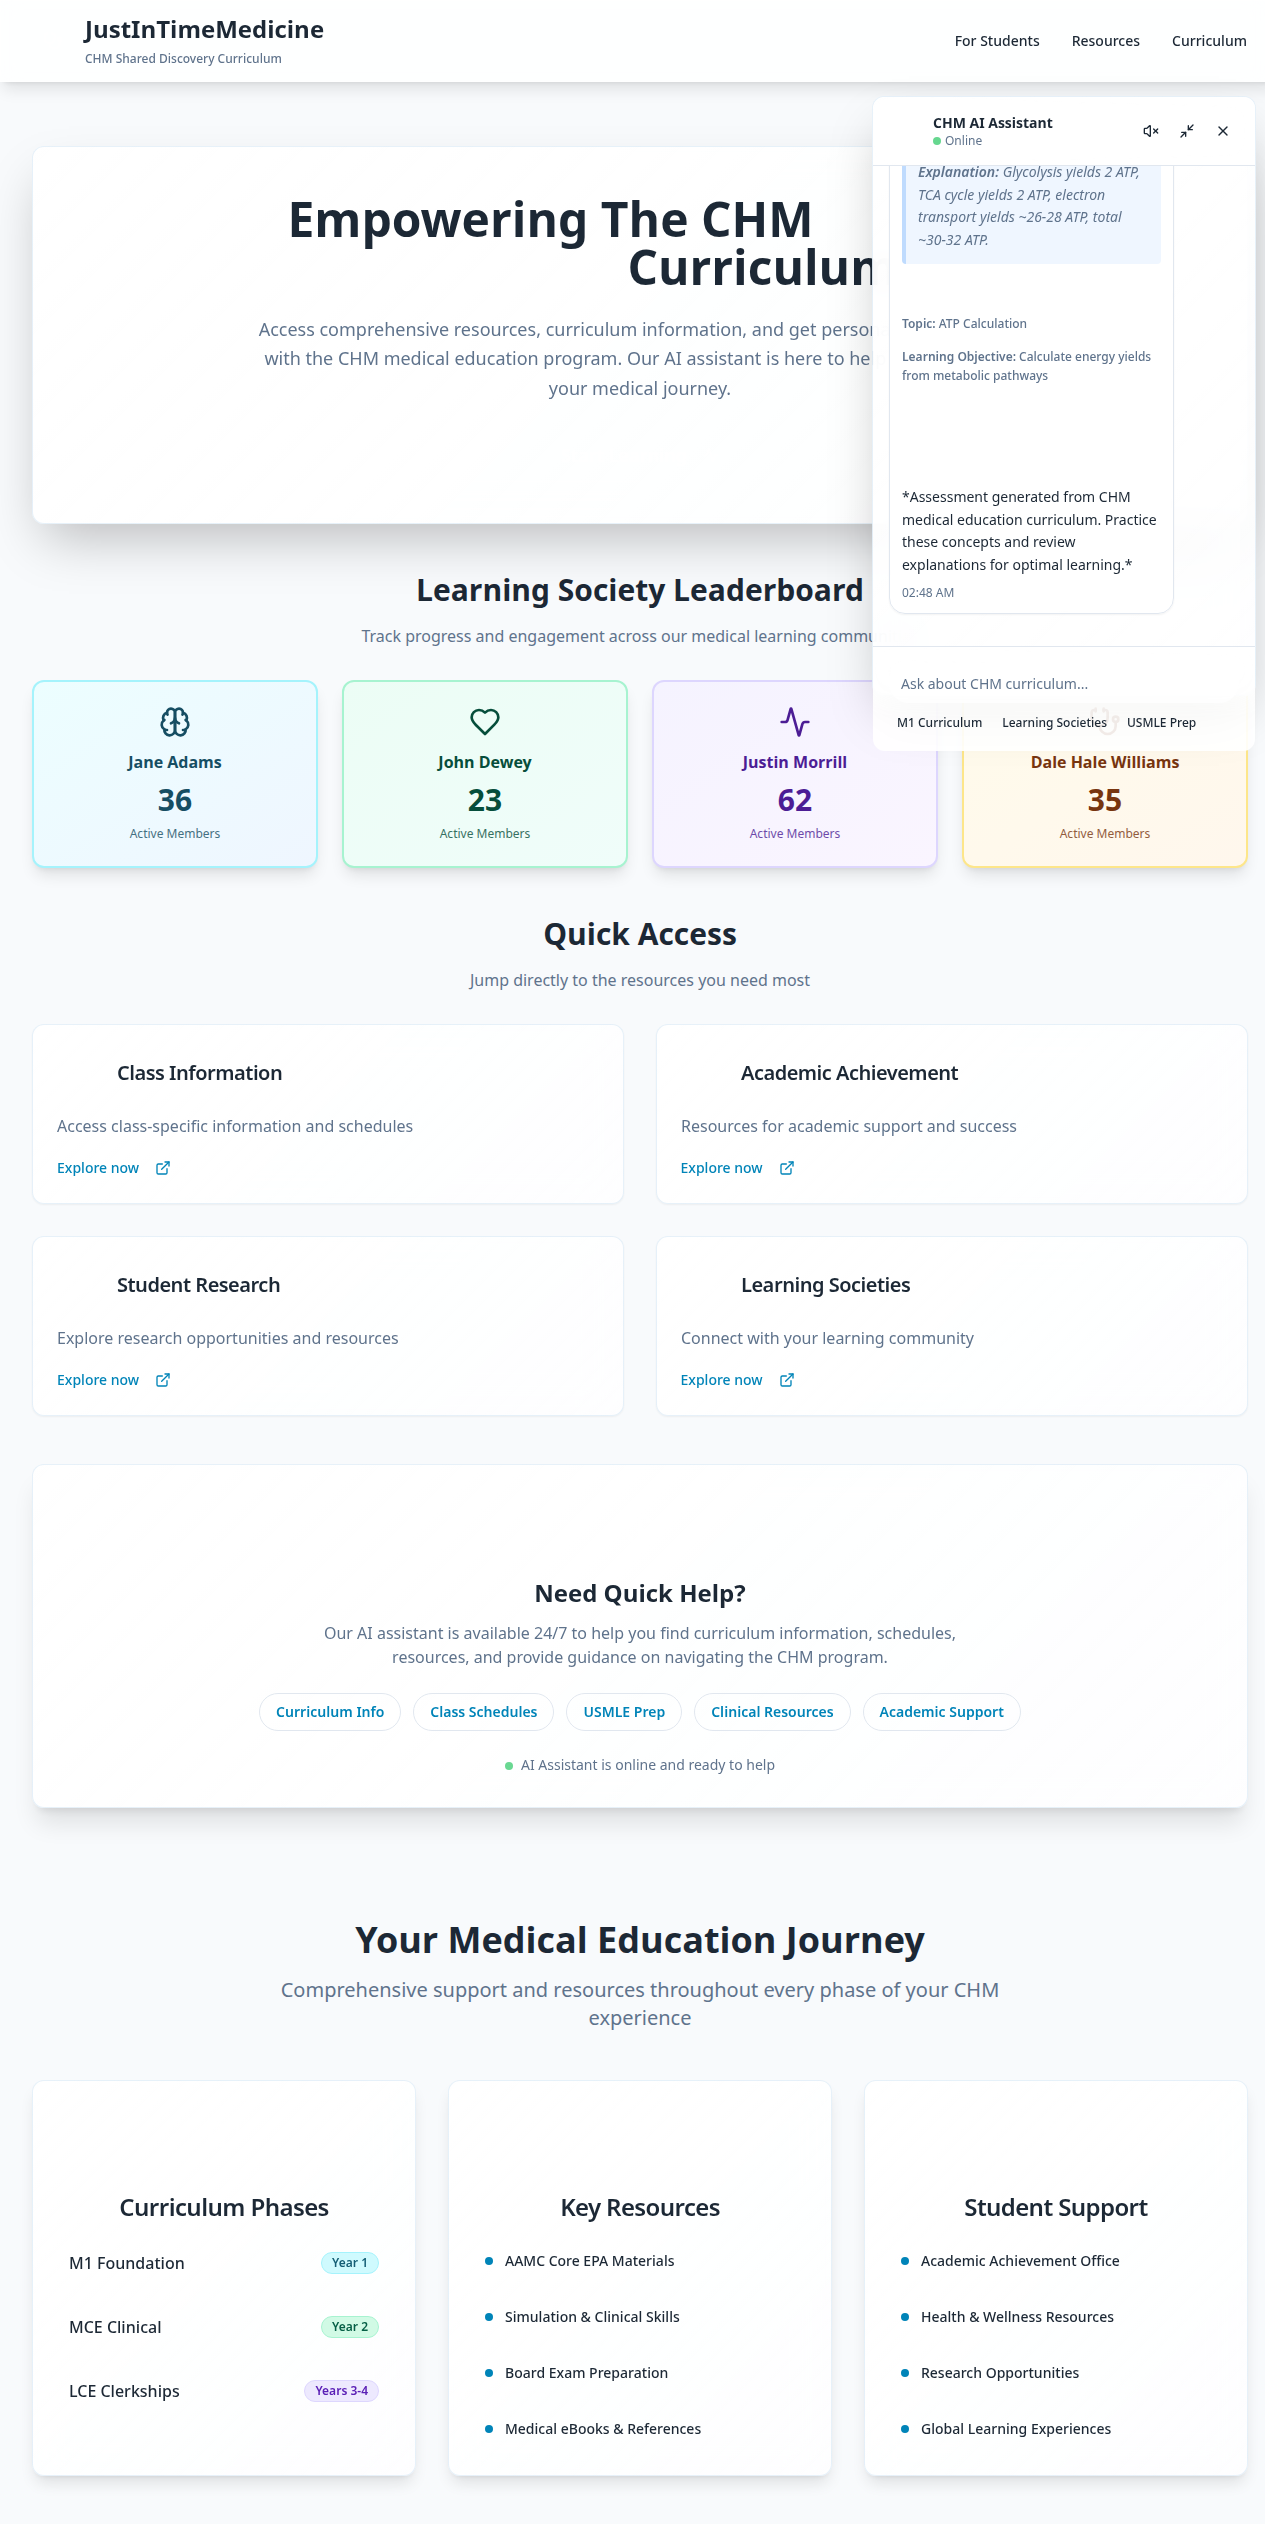 JustInTimeMedicine
CHM Shared Discovery Curriculum
For Students
Resources
Curriculum
CHM AI Assistant
Online
Explanation: Glycolysis yields 2 ATP,
TCA cycle yields 2 ATP, electron
transport yields ~26-28 ATP, total
~30-32 ATP.
Topic: ATP Calculation
Learning Objective: Calculate energy yields
from metabolic pathways
*Assessment generated from CHM
medical education curriculum. Practice
these concepts and review
explanations for optimal learning.*
02:48 AM
Ask about CHM curriculum...
M1 Curriculum
Learning Societies
USMLE Prep
Empowering The CHM
Access comprehensive resources, curriculum information, and get
with the CHM medical education program. Our AI assistant is here to
your medical journey.
Learning Society Leaderboard
Track progress and engagement across our medical learning
Jane Adams
36
Active Members
John Dewey
23
Active Members
Justin Morrill
62
Active Members
Dale Hale Williams
35
Active Members
Quick Access
Jump directly to the resources you need most
Class Information
Access class-specific information and schedules
Explore now
Academic Achievement
Resources for academic support and success
Explore now
Student Research
Explore research opportunities and resources
Explore now
Learning Societies
Connect with your learning community
Explore now
Need Quick Help?
Our AI assistant is available 24/7 to help you find curriculum information, schedules,
resources, and provide guidance on navigating the CHM program.
Curriculum Info
Class Schedules
USMLE Prep
Clinical Resources
Academic Support
AI Assistant is online and ready to help
Your Medical Education Journey
Comprehensive support and resources throughout every phase of your CHM
experience
Curriculum Phases
M1 Foundation
Year 1
MCE Clinical
Year 2
LCE Clerkships
Years 3-4
Key Resources
AAMC Core EPA Materials
Simulation & Clinical Skills
Board Exam Preparation
Medical eBooks & References
Student Support
Academic Achievement Office
Health & Wellness Resources
Research Opportunities
Global Learning Experiences